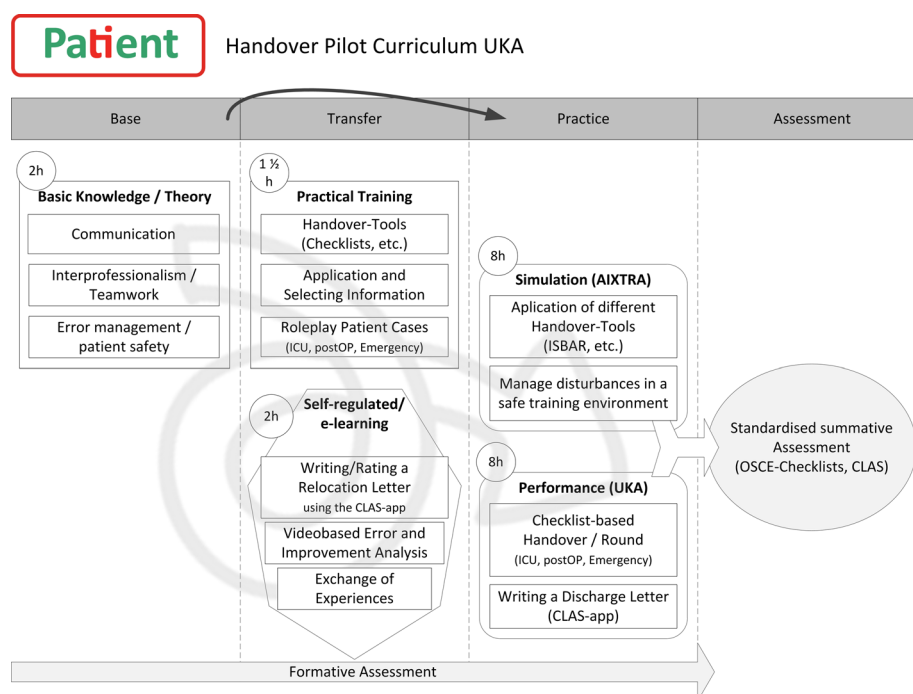 Patient
Handover Pilot Curriculum UKA
Base
Transfer
Practice
Assessment
2h
Basic Knowledge / Theory
Communication
Interprofessionalism /
Teamwork
Error management /
patient safety
1 ½
h
Practical Training
Handover-Tools
(Checklists, etc.)
Application and
Selecting Information
Roleplay Patient Cases
(ICU, postOP, Emergency)
2h
Self-regulated/
e-learning
Writing/Rating a
Relocation Letter
using the CLAS-app
Videobased Error and
Improvement Analysis
Exchange of
Experiences
8h
Simulation (AIXTRA)
Aplication of different
Handover-Tools
(ISBAR, etc.)
Manage disturbances in a
safe training environment
8h
Performance (UKA)
Checklist-based
Handover / Round
(ICU, postOP, Emergency)
Writing a Discharge Letter
(CLAS-app)
Standardised summative
Assessment
(OSCE-Checklists, CLAS)
Formative Assessment